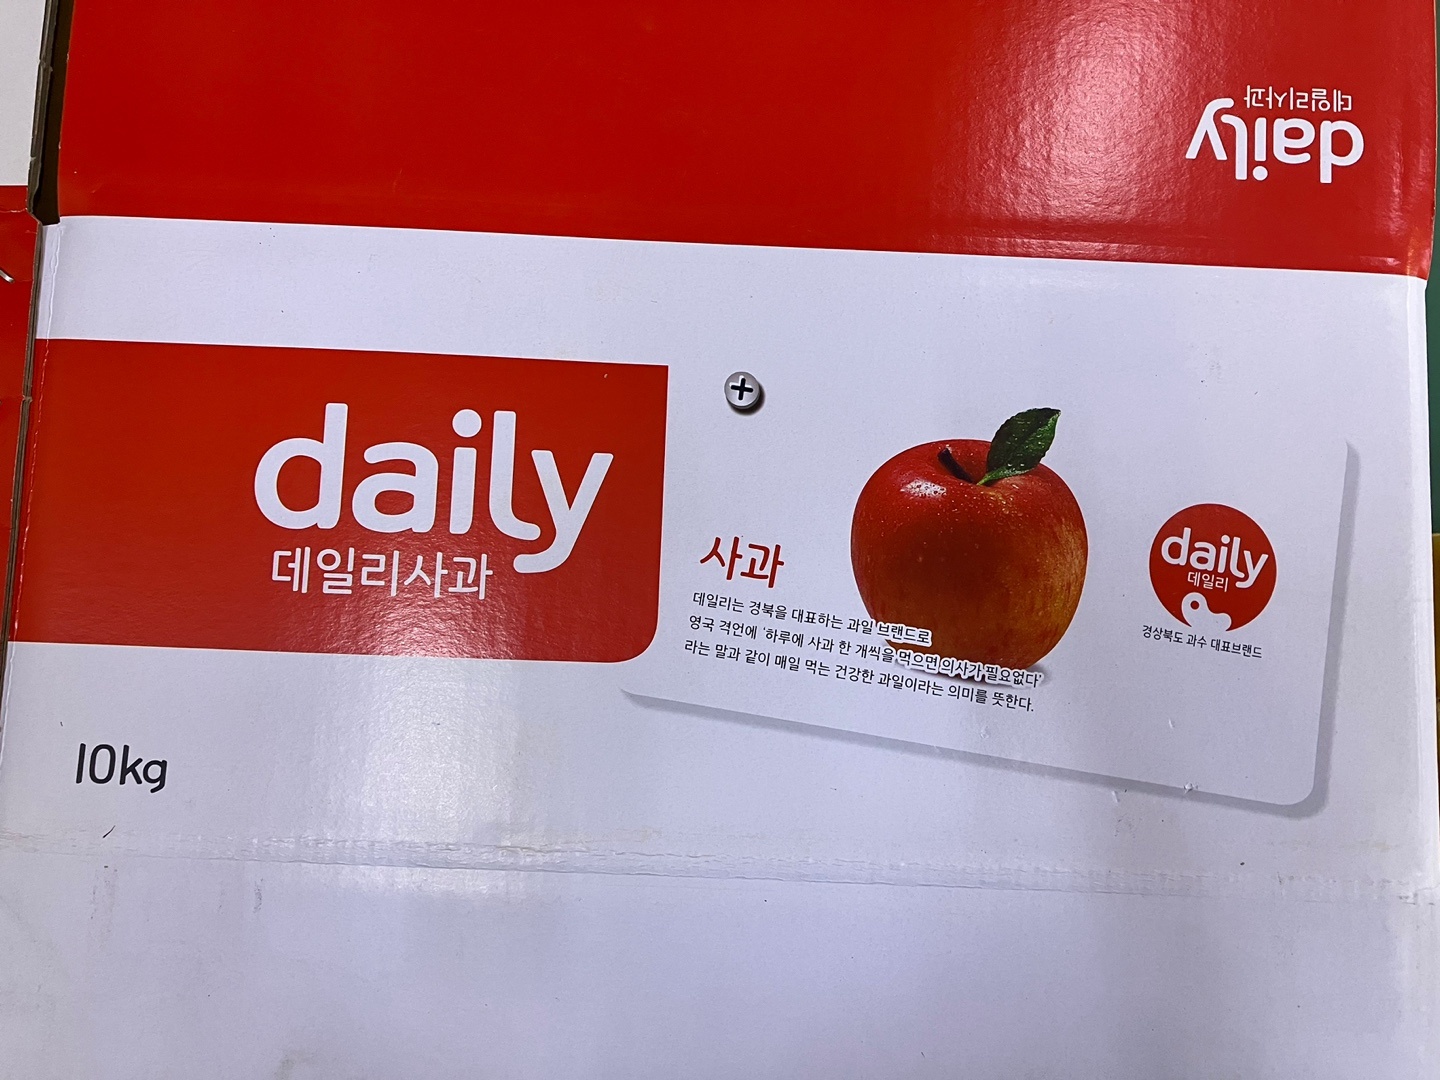 daily
데일리사과
daily
데일리사과
사과
데일리는 경북을 대표하는 과일 브랜드로
영국 격언에 '하루에 사과 한 개씩을 먹으면 의사가 필요없다'
라는 말과 같이 매일 먹는 건강한 과일이라는 의미를 뜻한다.
daily
데일리
경상북도 과수 대표브랜드
10kg